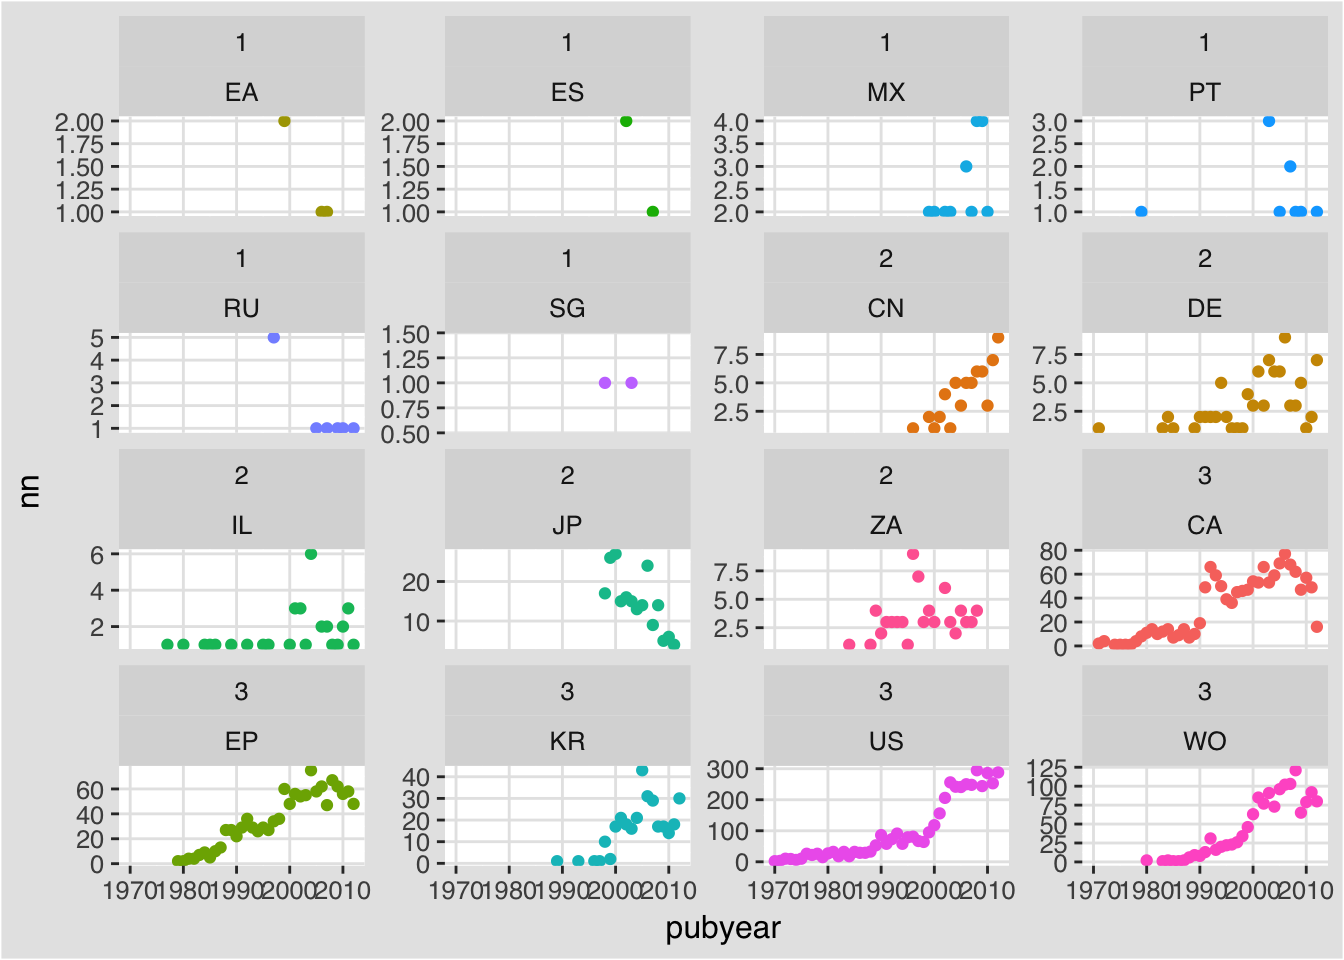 1 1 1 1
EA ES MX PT
2.00 2.00 4.0 3.0
1.75 1.75 3.5 2.5
1.50 1.50 3.0 2.0
1.25 1.25 2.5 1.5
1.00 1.00 2.0 1.0
1 1 2 2
RU SG CN DE
5 1.50 7.5 7.5
4 1.25 5.0 5.0
3 1.00 2.5 2.5
2 0.75
1 0.50
nn
2 2 2 3
IL JP ZA CA
6 20 7.5 80
4 10 5.0 60
2 2.5 40
20
0
3 3 3 3
EP KR US WO
60 40 300 125
40 30 200 100
20 20 100 75
0 10 0 50
0 25
0
1970 1980 1990 2000 2010 1970 1980 1990 2000 2010 1970 1980 1990 2000 2010 1970 1980 1990 2000 2010
pubyear